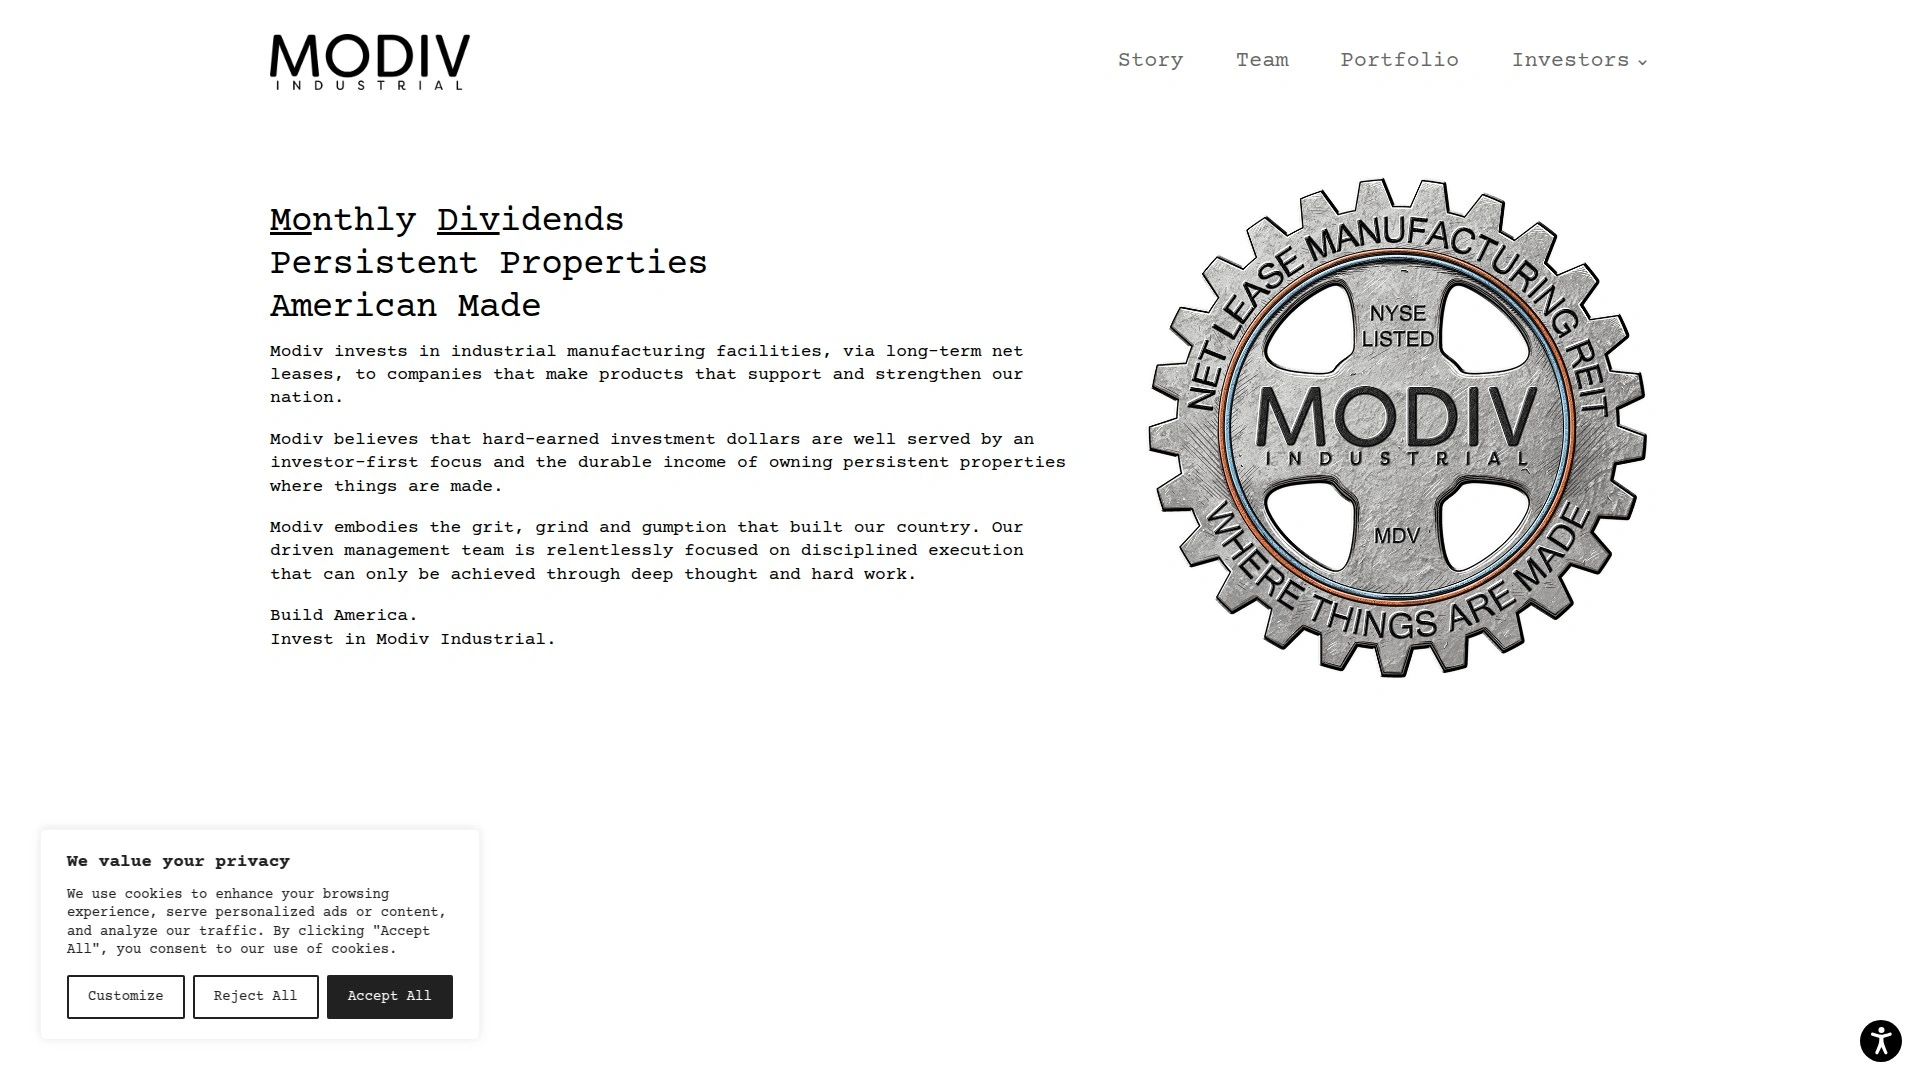 MODIV
INDUSTRIAL
Story
Team
Portfolio
Investors
Monthly Dividends
Persistent Properties
American Made
Modiv invests in industrial manufacturing facilities, via long-term net
leases, to companies that make products that support and strengthen our
nation.
Modiv believes that hard-earned investment dollars are well served by an
investor-first focus and the durable income of owning persistent properties
where things are made.
Modiv embodies the grit, grind and gumption that built our country. Our
driven management team is relentlessly focused on disciplined execution
that can only be achieved through deep thought and hard work.
Build America.
Invest in Modiv Industrial.
NET LEASE MANUFACTURING REIT
NYSE
LISTED
MODIV
INDUSTRIAL
MDV
WHERE THINGS ARE MADE
We value your privacy
We use cookies to enhance your browsing
experience, serve personalized ads or content,
and analyze our traffic. By clicking "Accept
All", you consent to our use of cookies.
Customize
Reject All
Accept All